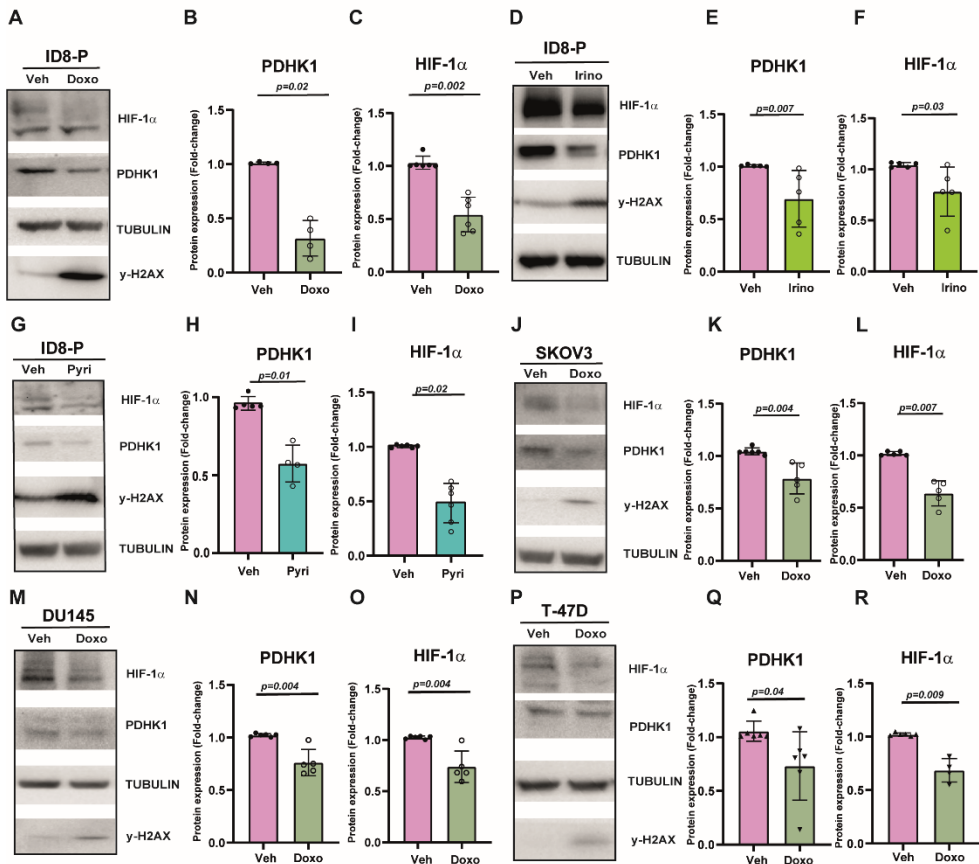 A
ID8-P
Veh Doxo
HIF-1α
PDHK1
TUBULIN
y-H2AX
B
PDHK1
p=0.02
Protein expression (Fold-change)
1.5
1.0
0.5
0.0
Veh Doxo
C
HIF-1α
p=0.002
Protein expression (Fold-change)
1.5
1.0
0.5
0.0
Veh Doxo
D
ID8-P
Veh Irino
HIF-1α
PDHK1
y-H2AX
TUBULIN
E
PDHK1
p=0.007
Protein expression (Fold-change)
1.5
1.0
0.5
0.0
Veh Irino
F
HIF-1α
p=0.03
Protein expression (Fold-change)
1.5
1.0
0.5
0.0
Veh Irino
G
ID8-P
Veh Pyri
HIF-1α
PDHK1
y-H2AX
TUBULIN
H
PDHK1
p=0.01
Protein expression (Fold-change)
1.0
0.5
0.0
Veh Pyri
I
HIF-1α
p=0.02
Protein expression (Fold-change)
1.5
1.0
0.5
0.0
Veh Pyri
J
SKOV3
Veh Doxo
HIF-1α
PDHK1
y-H2AX
TUBULIN
K
PDHK1
p=0.004
Protein expression (Fold-change)
1.5
1.0
0.5
0.0
Veh Doxo
L
HIF-1α
p=0.007
Protein expression (Fold-change)
1.5
1.0
0.5
0.0
Veh Doxo
M
DU145
Veh Doxo
HIF-1α
PDHK1
TUBULIN
y-H2AX
N
PDHK1
p=0.004
Protein expression (Fold-change)
1.5
1.0
0.5
0.0
Veh Doxo
O
HIF-1α
p=0.004
Protein expression (Fold-change)
1.5
1.0
0.5
0.0
Veh Doxo
P
T-47D
Veh Doxo
HIF-1α
PDHK1
TUBULIN
y-H2AX
Q
PDHK1
p=0.04
Protein expression (Fold-change)
1.5
1.0
0.5
0.0
Veh Doxo
R
HIF-1α
p=0.009
Protein expression (Fold-change)
1.5
1.0
0.5
0.0
Veh Doxo